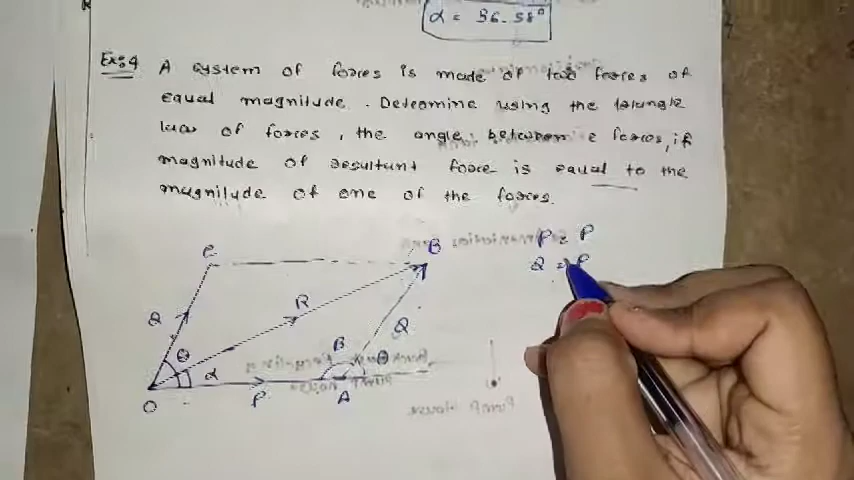 α = 36.58°
Ex:4 A system of forces is made of two forces of
equal magnitude. Determine using the triangle
law of forces, the angle between 2 forces, if
magnitude of resultant force is equal to the
magnitude of one of the forces.
P = P
Q = P
C B
Q R Q
θ α β θ
O P A